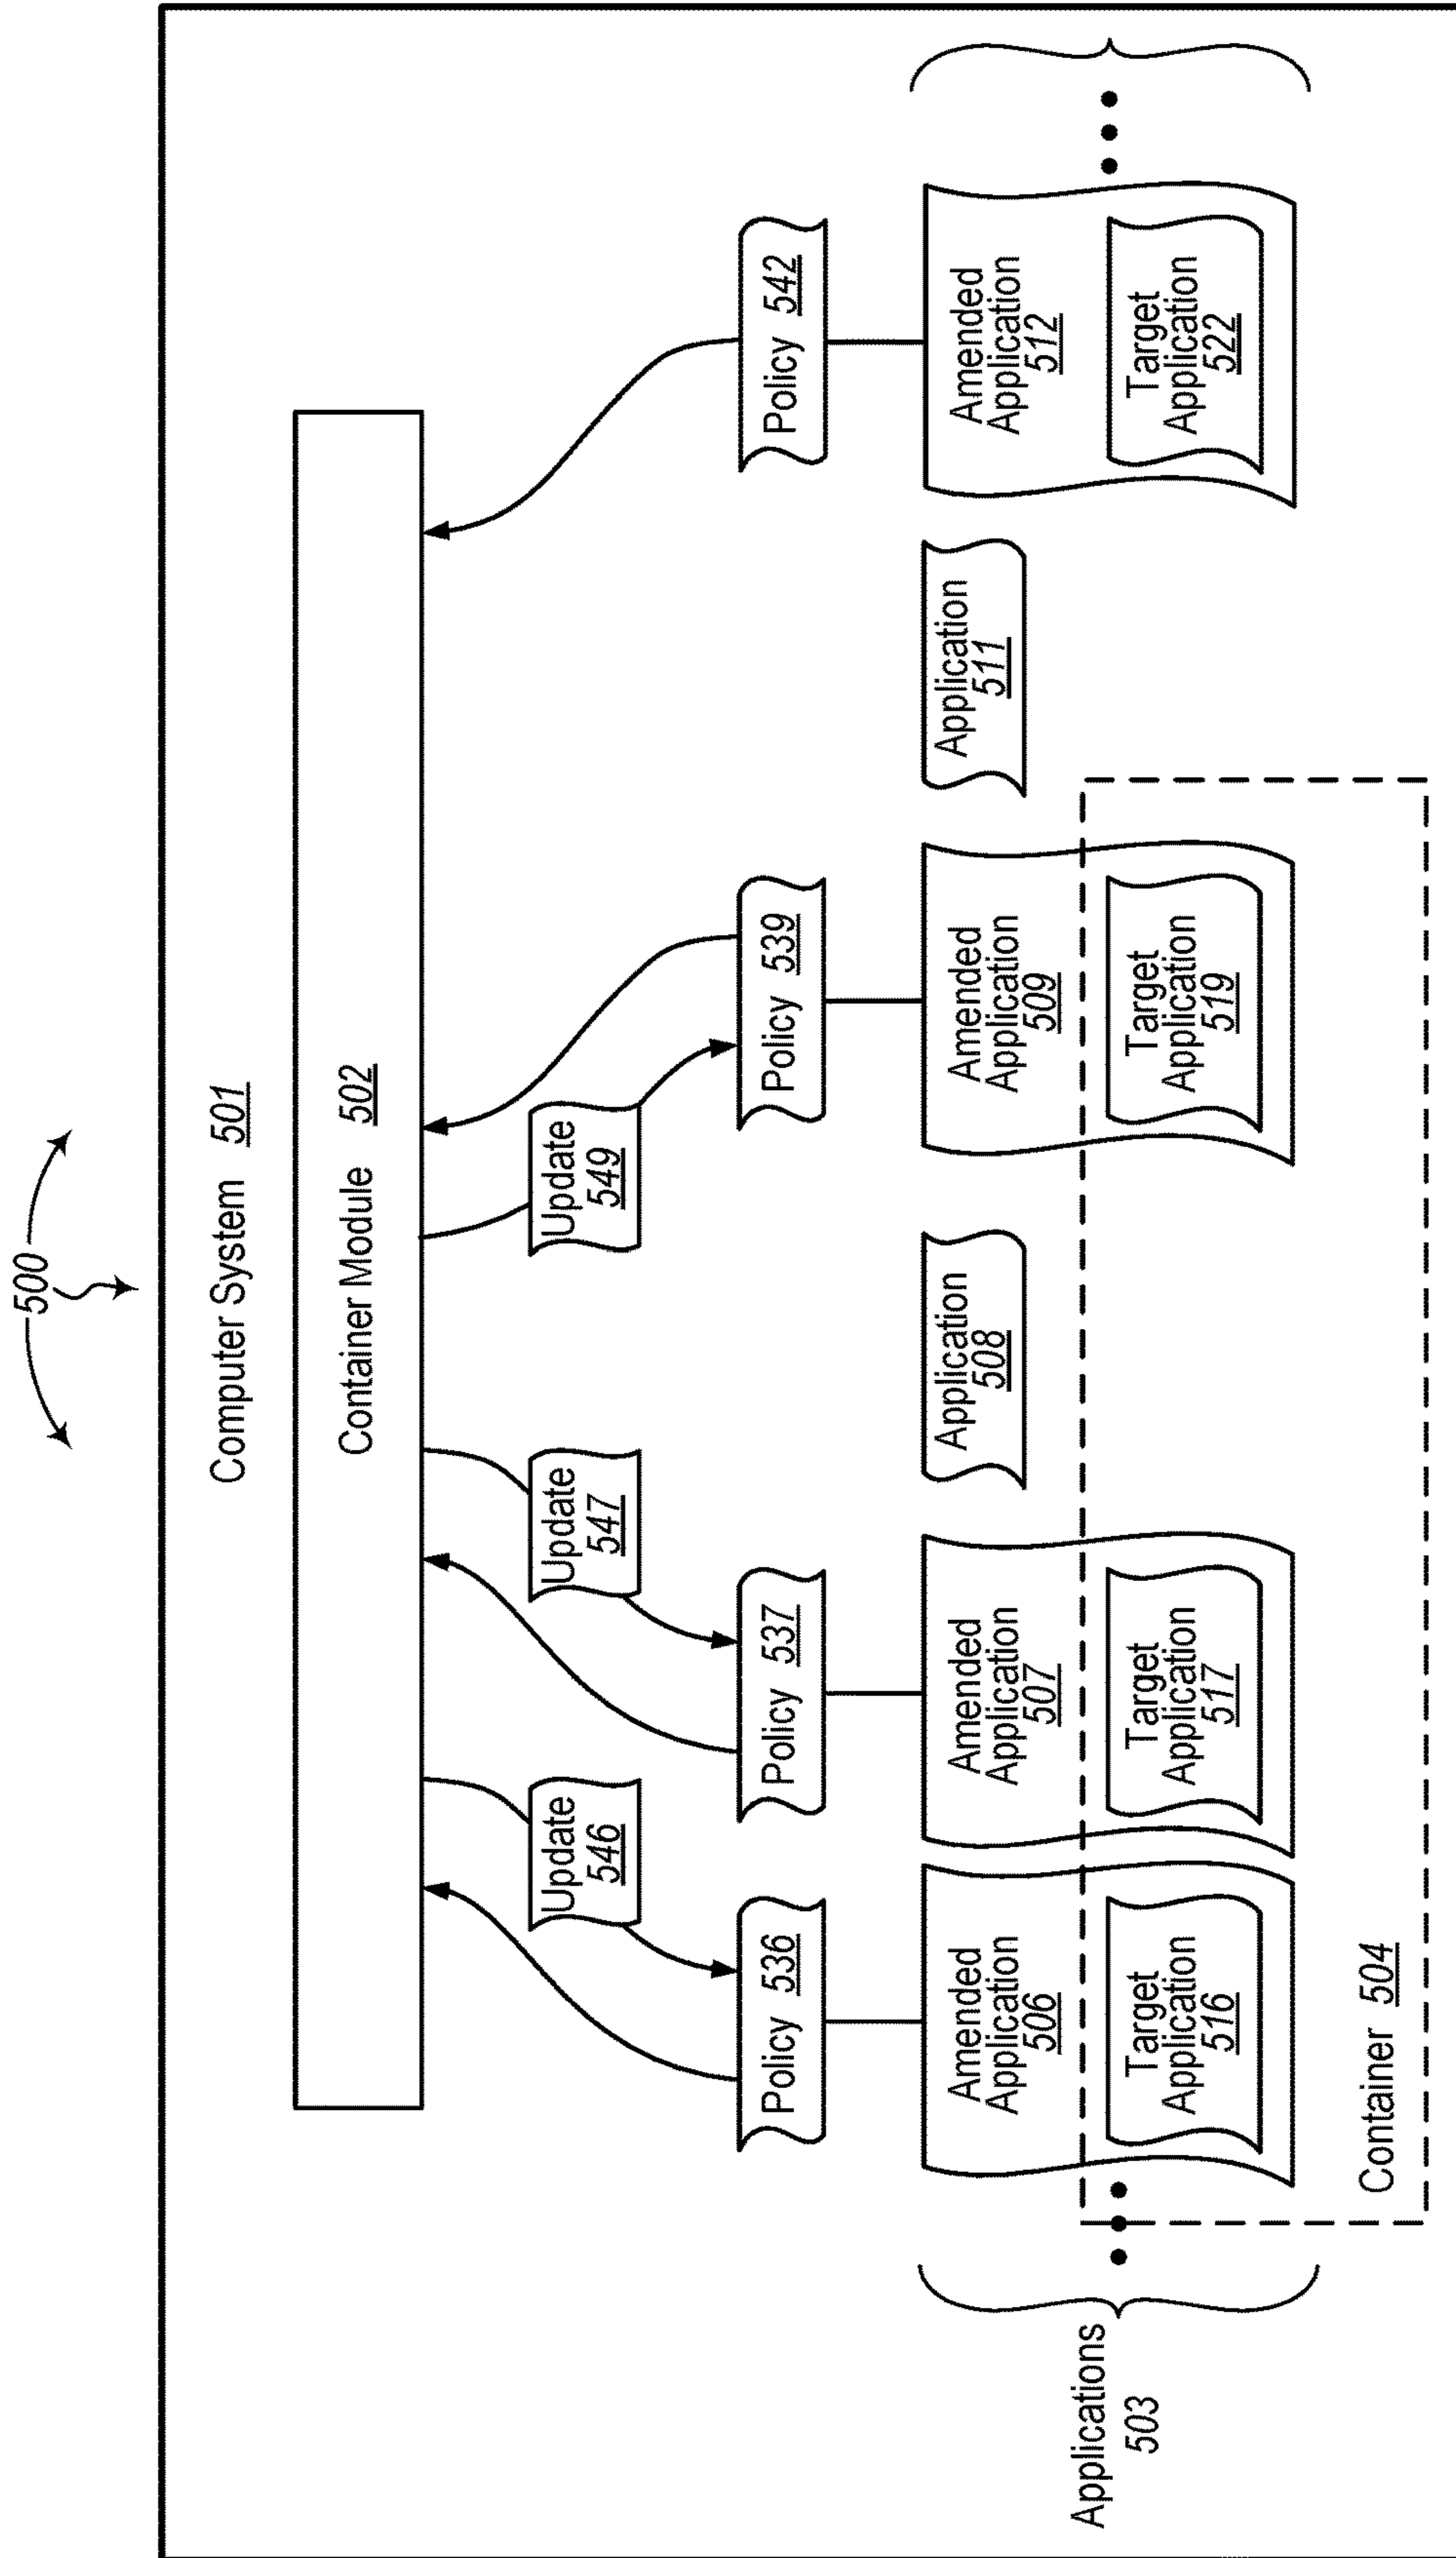 500
Computer System 501
Container Module 502
Update
546
Update
547
Update
549
Policy 536
Policy 537
Policy 539
Policy 542
Applications
503
Amended
Application
506
Target
Application
516
Amended
Application
507
Target
Application
517
Application
508
Amended
Application
509
Target
Application
519
Application
511
Amended
Application
512
Target
Application
522
Container 504